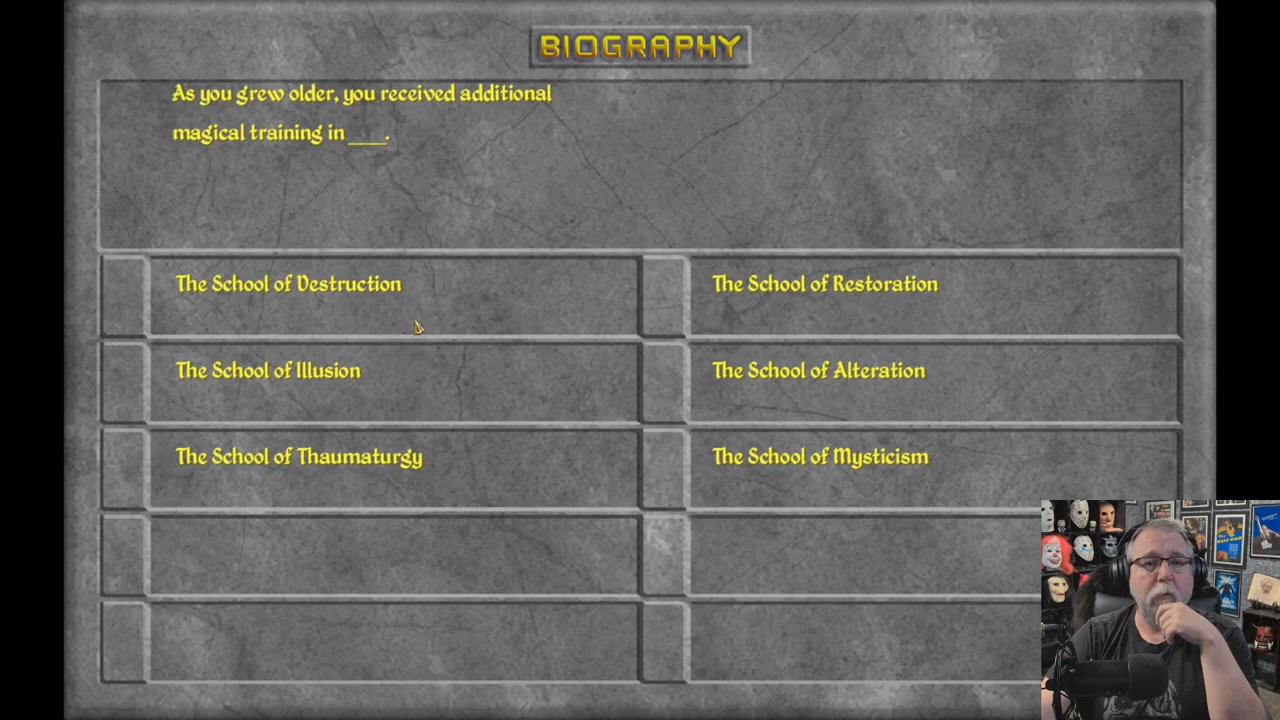 BIOGRAPHY
As you grew older, you received additional
magical training in ____.
The School of Destruction
The School of Restoration
The School of Illusion
The School of Alteration
The School of Thaumaturgy
The School of Mysticism